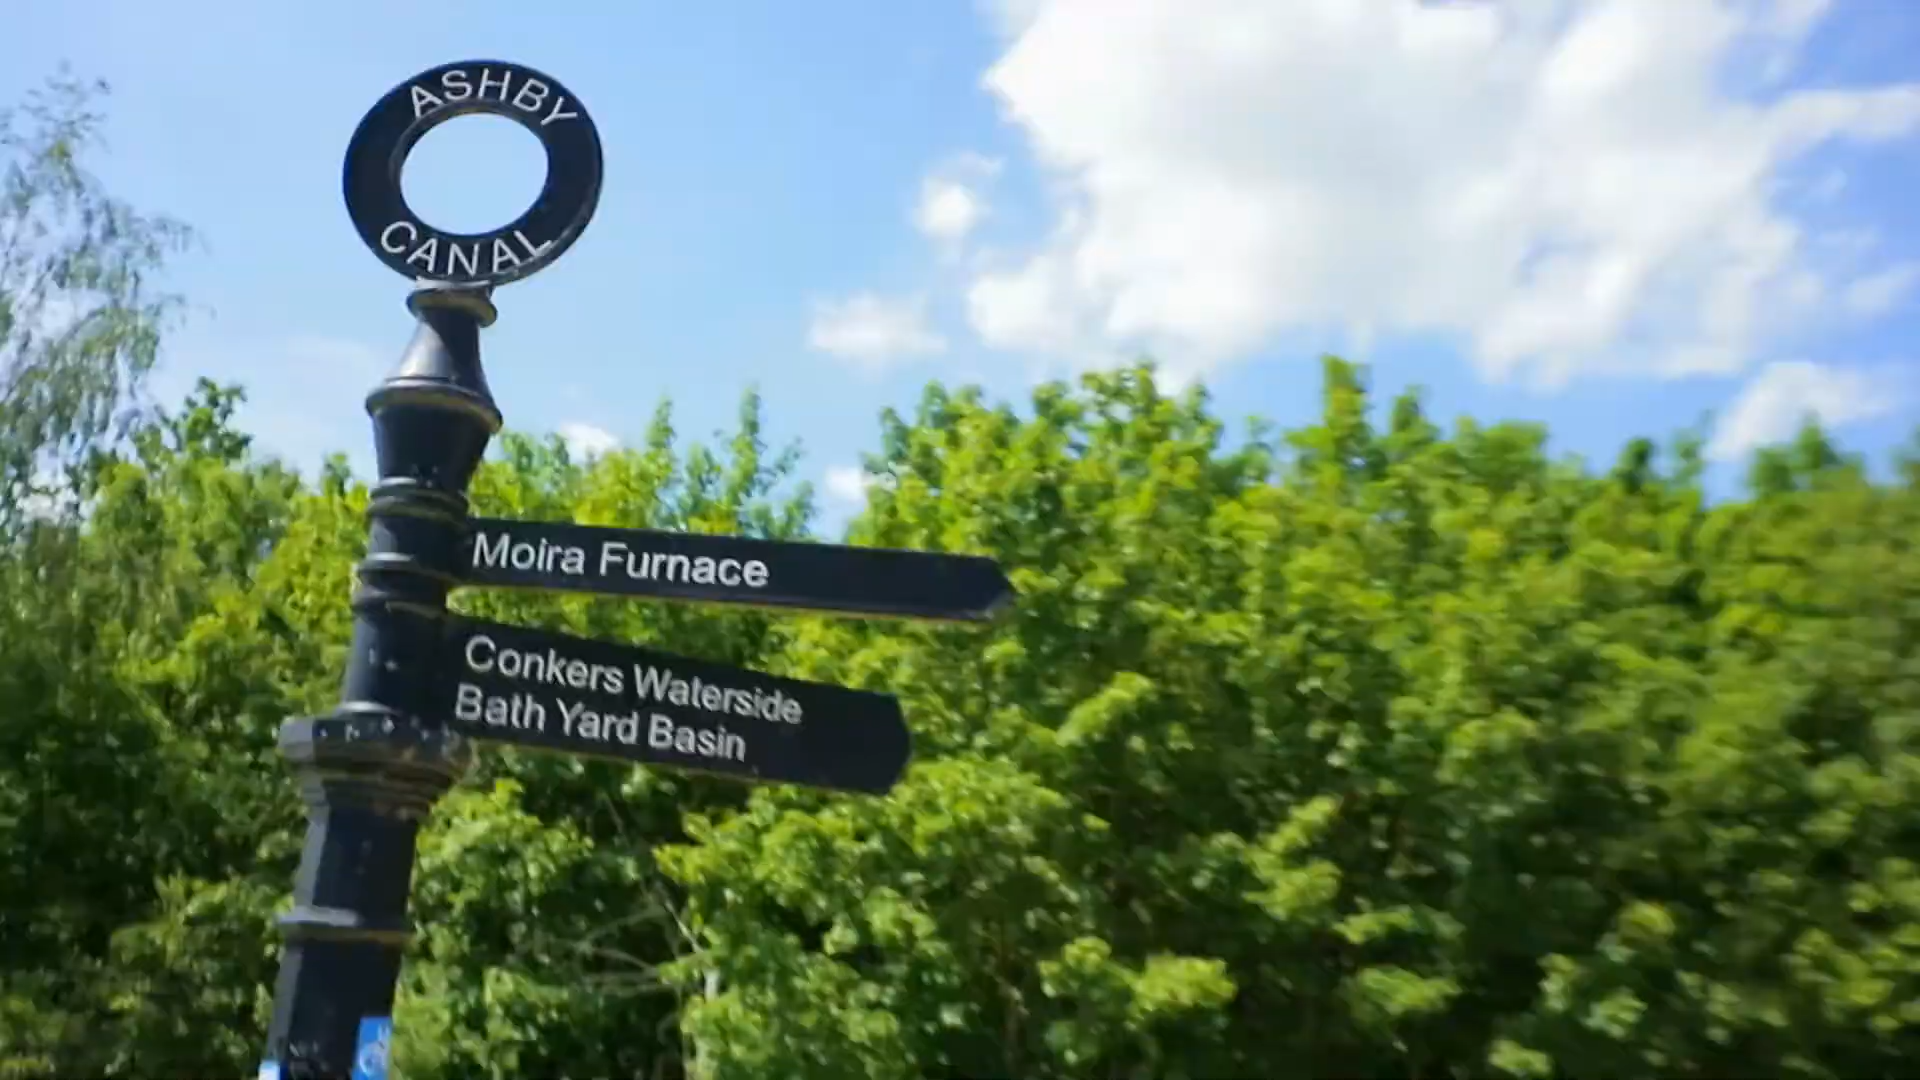 ASHBY
CANAL
Moira Furnace
Conkers Waterside
Bath Yard Basin